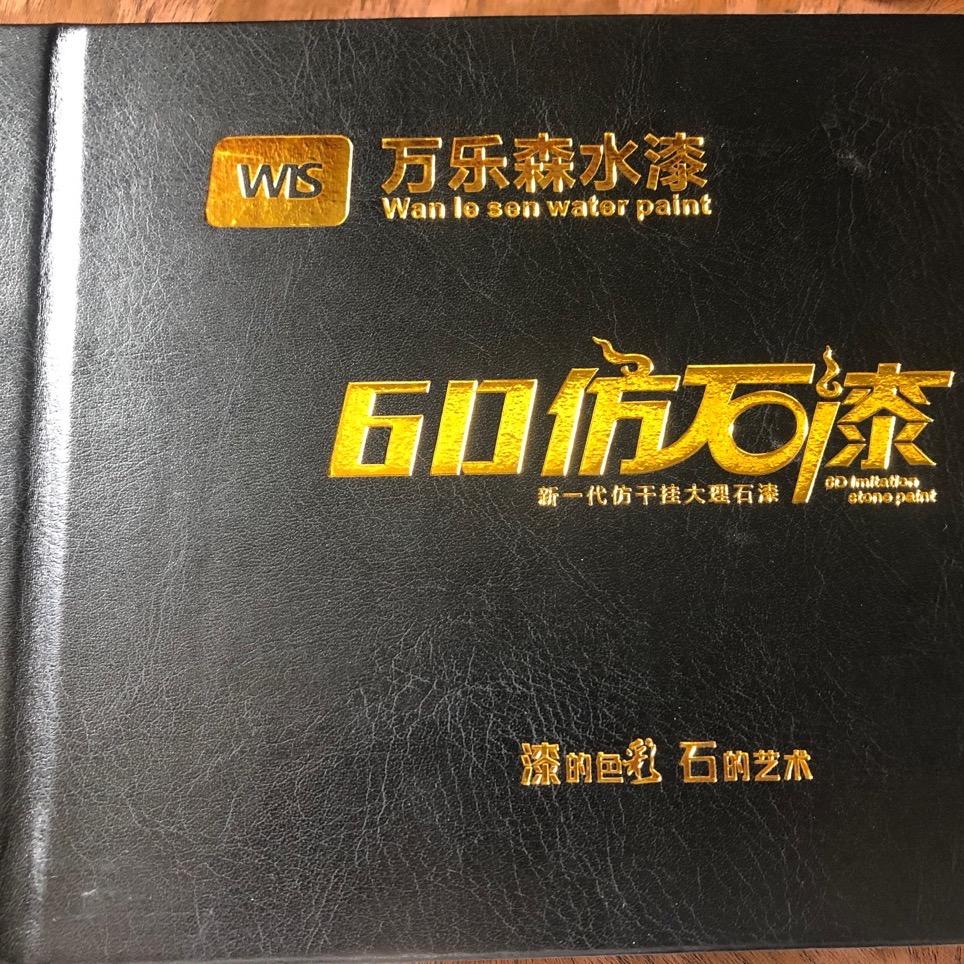 WLS
万乐森水漆
Wan le sen water paint
6D仿石漆
新一代仿干挂大理石漆
6D imitation
stone paint
漆的色彩 石的艺术